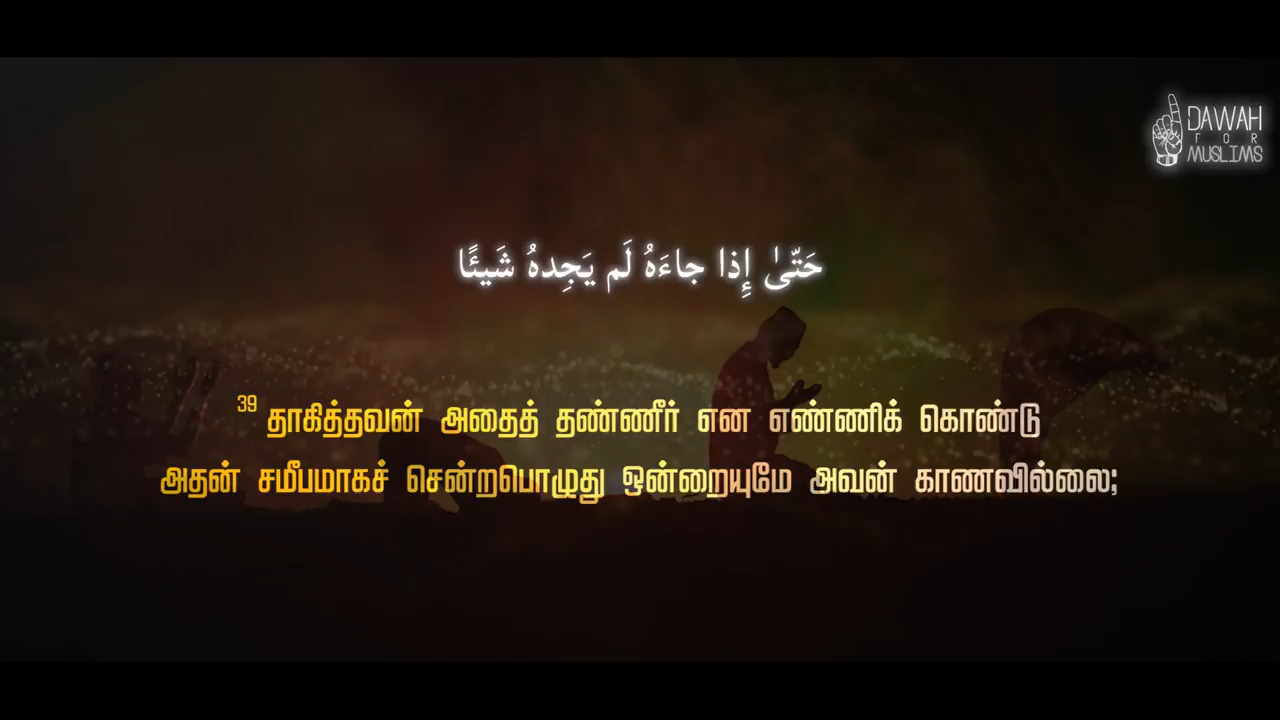 DAWAH
FOR
MUSLIMS
حَتّىٰ إِذا جاءَهُ لَم يَجِدهُ شَيئًا
39 தாகித்தவன் அதைத் தண்ணீர் என எண்ணிக் கொண்டு
அதன் சமீபமாகச் சென்றபொழுது ஒன்றையுமே அவன் காணவில்லை;